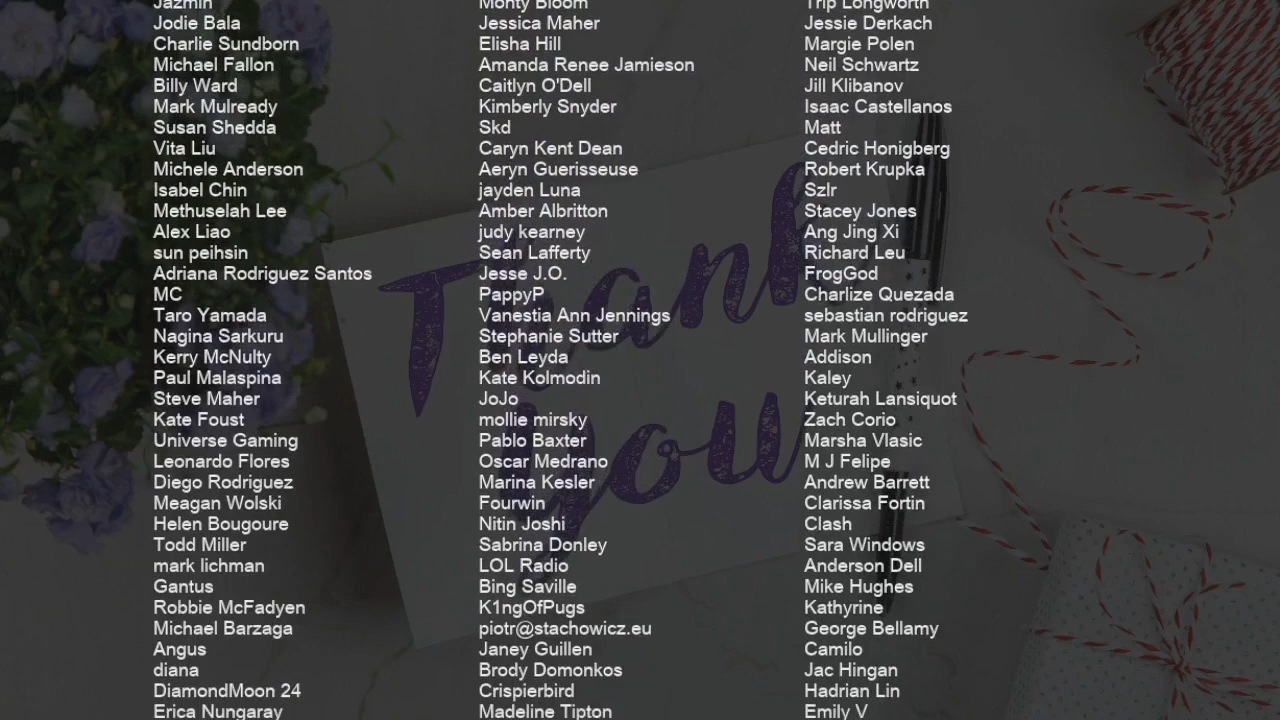 Jazmin
Jodie Bala
Charlie Sundborn
Michael Fallon
Billy Ward
Mark Mulready
Susan Shedda
Vita Liu
Michele Anderson
Isabel Chin
Methuselah Lee
Alex Liao
sun peihsin
Adriana Rodriguez Santos
MC
Taro Yamada
Nagina Sarkuru
Kerry McNulty
Paul Malaspina
Steve Maher
Kate Foust
Universe Gaming
Leonardo Flores
Diego Rodriguez
Meagan Wolski
Helen Bougoure
Todd Miller
mark lichman
Gantus
Robbie McFadyen
Michael Barzaga
Angus
diana
DiamondMoon 24
Erica Nungaray
Monty Bloom
Jessica Maher
Elisha Hill
Amanda Renee Jamieson
Caitlyn O'Dell
Kimberly Snyder
Skd
Caryn Kent Dean
Aeryn Guerisseuse
jayden Luna
Amber Albritton
judy kearney
Sean Lafferty
Jesse J.O.
PappyP
Vanestia Ann Jennings
Stephanie Sutter
Ben Leyda
Kate Kolmodin
JoJo
mollie mirsky
Pablo Baxter
Oscar Medrano
Marina Kesler
Fourwin
Nitin Joshi
Sabrina Donley
LOL Radio
Bing Saville
K1ngOfPugs
piotr@stachowicz.eu
Janey Guillen
Brody Domonkos
Crispierbird
Madeline Tipton
Trip Longworth
Jessie Derkach
Margie Polen
Neil Schwartz
Jill Klibanov
Isaac Castellanos
Matt
Cedric Honigberg
Robert Krupka
Szlr
Stacey Jones
Ang Jing Xi
Richard Leu
FrogGod
Charlize Quezada
sebastian rodriguez
Mark Mullinger
Addison
Kaley
Keturah Lansiquot
Zach Corio
Marsha Vlasic
M J Felipe
Andrew Barrett
Clarissa Fortin
Clash
Sara Windows
Anderson Dell
Mike Hughes
Kathyrine
George Bellamy
Camilo
Jac Hingan
Hadrian Lin
Emily V
Thank
you